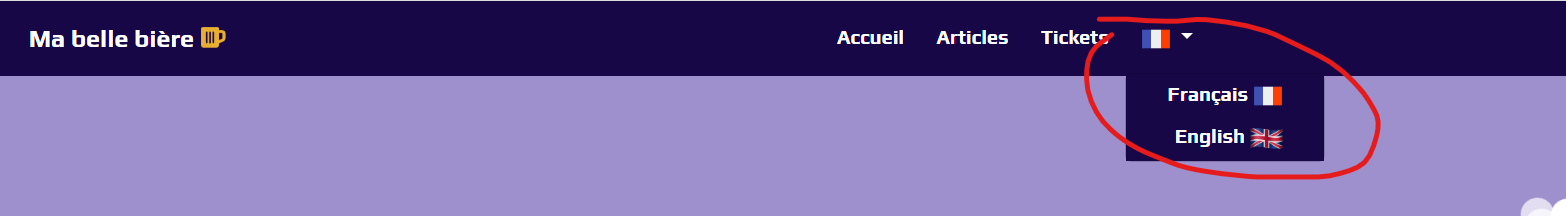 Ma belle bière
Accueil Articles Tickets
Français
English